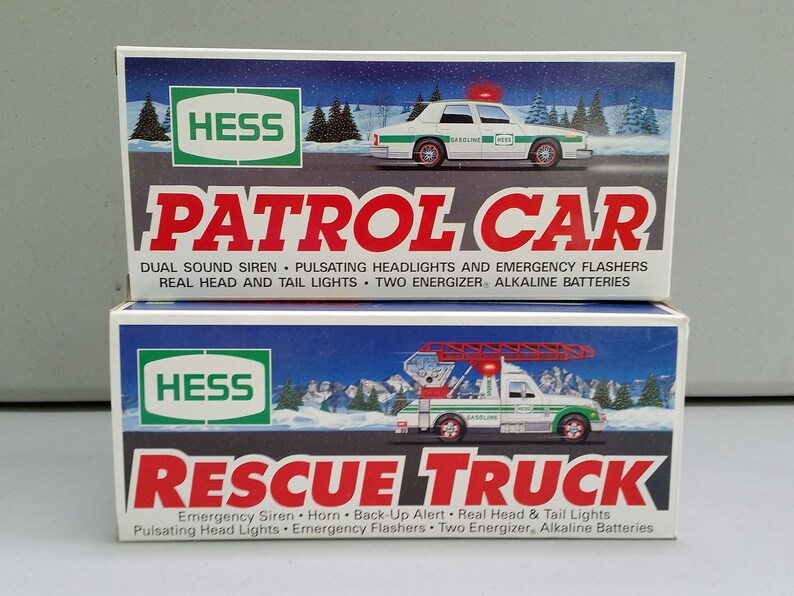 HESS
GASOLINE HESS
PATROL CAR
DUAL SOUND SIREN • PULSATING HEADLIGHTS AND EMERGENCY FLASHERS
REAL HEAD AND TAIL LIGHTS • TWO ENERGIZER® ALKALINE BATTERIES
HESS
GASOLINE HESS
RESCUE TRUCK
Emergency Siren • Horn • Back-Up Alert • Real Head & Tail Lights
Pulsating Head Lights • Emergency Flashers • Two Energizer® Alkaline Batteries